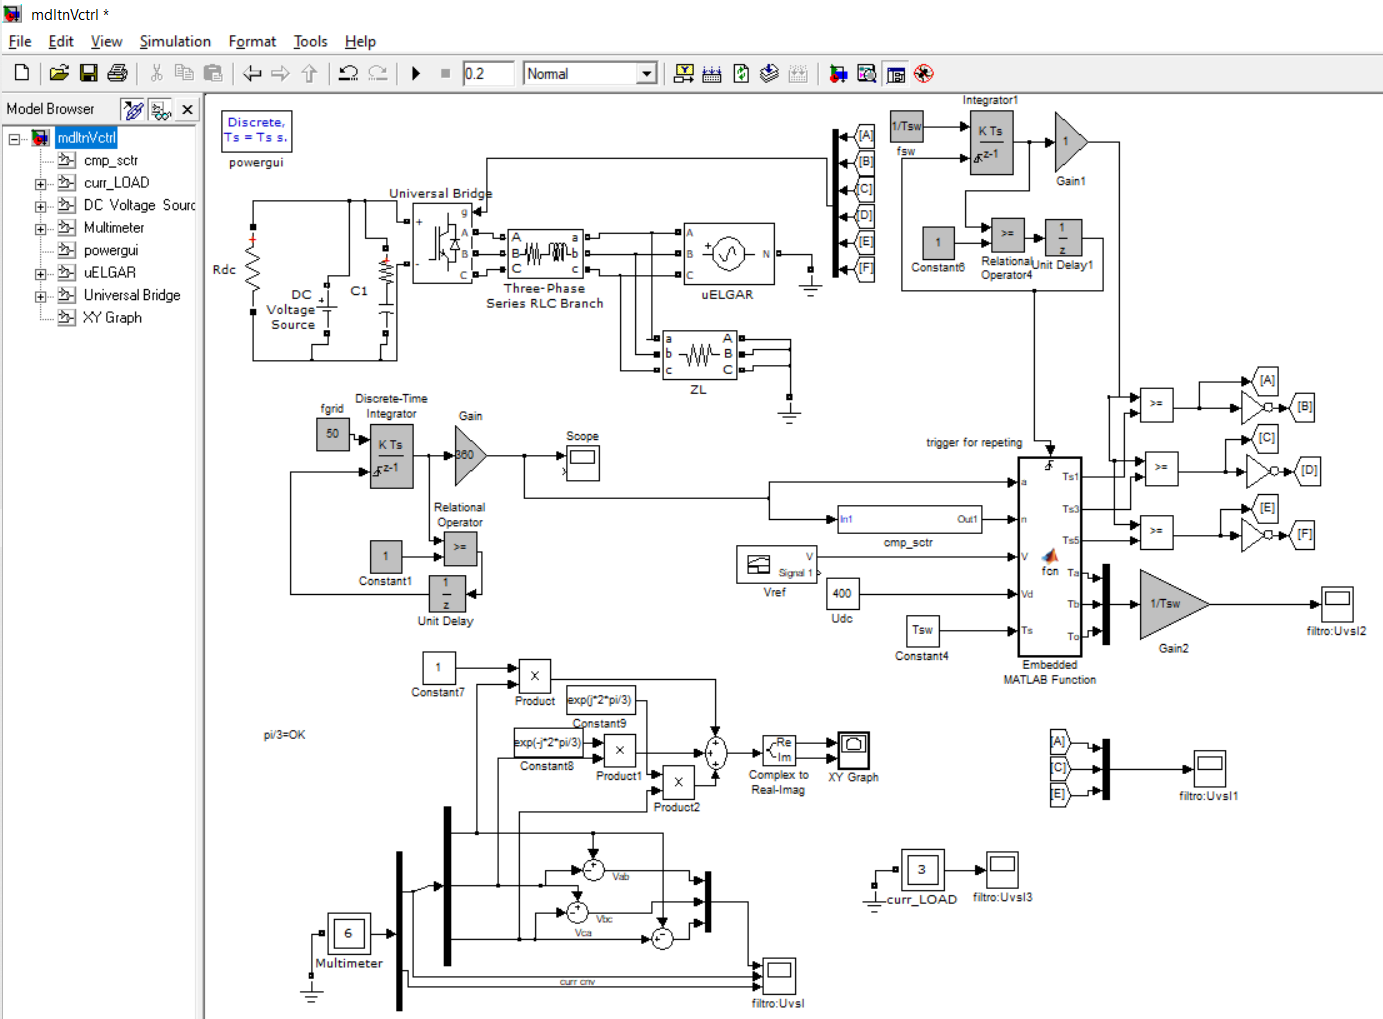 mdltnVctrl *
File Edit View Simulation Format Tools Help
0.2 Normal
Model Browser
mdltnVctrl
cmp_sctr
curr_LOAD
DC Voltage Sourc
Multimeter
powergui
uELGAR
Universal Bridge
XY Graph
Discrete,
Ts = Ts s.
powergui
Universal Bridge
g
+
A
B
-
C
Rdc
DC
Voltage
Source
C1
A a
B b
C c
Three-Phase
Series RLC Branch
A
B N
C
uELGAR
a A
b B
c C
ZL
[A]
[B]
[C]
[D]
[E]
[F]
Integrator1
1/Tsw
fsw
K Ts
z-1
1
Gain1
1
Constant6
>=
Relational
Operator4
1
z
Unit Delay1
fgrid
50
Discrete-Time
Integrator
K Ts
z-1
Gain
360
Scope
Relational
Operator
>=
1
Constant1
1
z
Unit Delay
trigger for repeting
In1 Out1
cmp_sctr
V
Signal 1
Vref
400
Udc
Tsw
Constant4
a
n
V
Vd
Ts
fcn
Ts1
Ts3
Ts5
Ta
Tb
To
Embedded
MATLAB Function
>=
[A]
[B]
>=
[C]
[D]
>=
[E]
[F]
1/Tsw
Gain2
filtro:Uvsl2
1
Constant7
×
Product
exp(j*2*pi/3)
Constant9
exp(-j*2*pi/3)
Constant8
×
Product1
×
Product2
+
+
+
Re
Im
Complex to
Real-Imag
XY Graph
pi/3=OK
[A]
[C]
[E]
filtro:Uvsl1
3
curr_LOAD
filtro:Uvsl3
6
Multimeter
Vab
Vbc
Vca
curr cnv
filtro:Uvsl